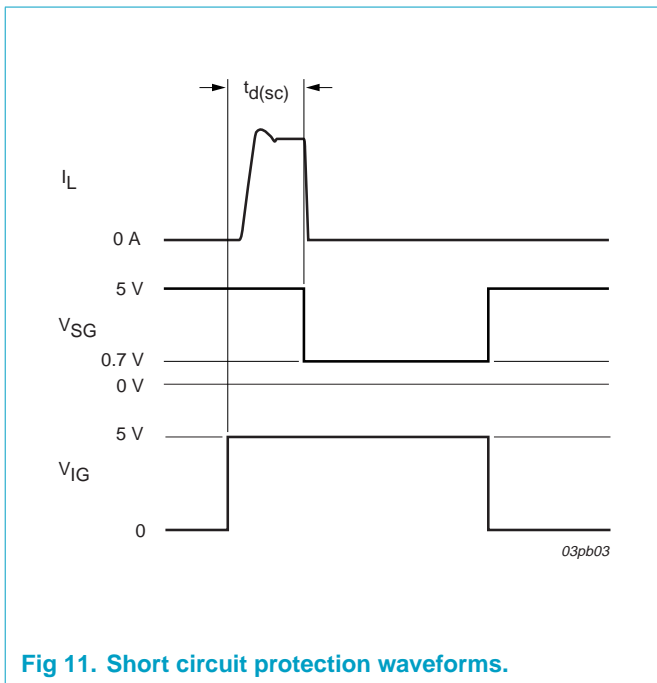 td(sc)
IL
0 A
5 V
VSG
0.7 V
0 V
5 V
VIG
0
03pb03
Fig 11. Short circuit protection waveforms.